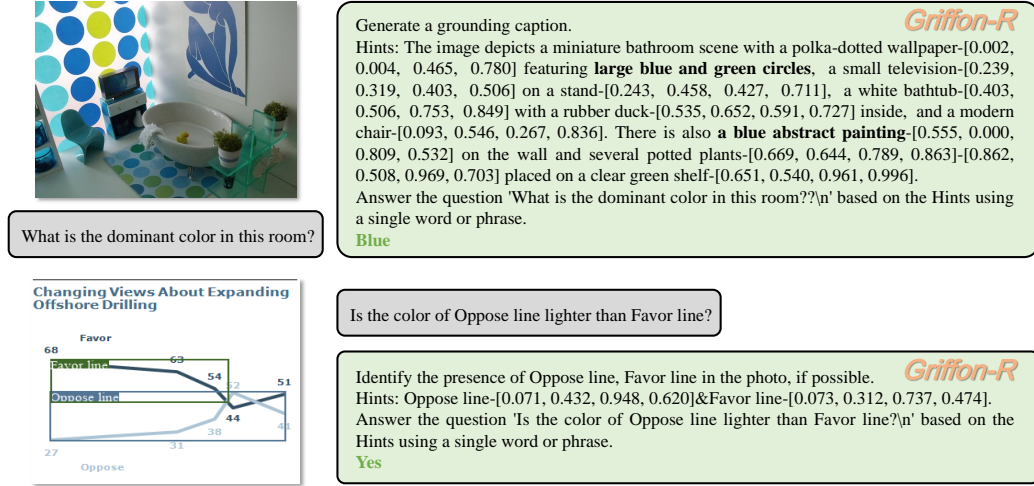 Griffon-R
Generate a grounding caption.
Hints: The image depicts a miniature bathroom scene with a polka-dotted wallpaper-[0.002,
0.004, 0.465, 0.780] featuring large blue and green circles, a small television-[0.239,
0.319, 0.403, 0.506] on a stand-[0.243, 0.458, 0.427, 0.711], a white bathtub-[0.403,
0.506, 0.753, 0.849] with a rubber duck-[0.535, 0.652, 0.591, 0.727] inside, and a modern
chair-[0.093, 0.546, 0.267, 0.836]. There is also a blue abstract painting-[0.555, 0.000,
0.809, 0.532] on the wall and several potted plants-[0.669, 0.644, 0.789, 0.863]-[0.862,
0.508, 0.969, 0.703] placed on a clear green shelf-[0.651, 0.540, 0.961, 0.996].
Answer the question 'What is the dominant color in this room??\n' based on the Hints using
a single word or phrase.
Blue
What is the dominant color in this room?
Changing Views About Expanding
Offshore Drilling
Favor
68
Favor line
63
54
52
51
Oppose line
44
44
38
31
27
Oppose
Is the color of Oppose line lighter than Favor line?
Griffon-R
Identify the presence of Oppose line, Favor line in the photo, if possible.
Hints: Oppose line-[0.071, 0.432, 0.948, 0.620]&Favor line-[0.073, 0.312, 0.737, 0.474].
Answer the question 'Is the color of Oppose line lighter than Favor line?\n' based on the
Hints using a single word or phrase.
Yes